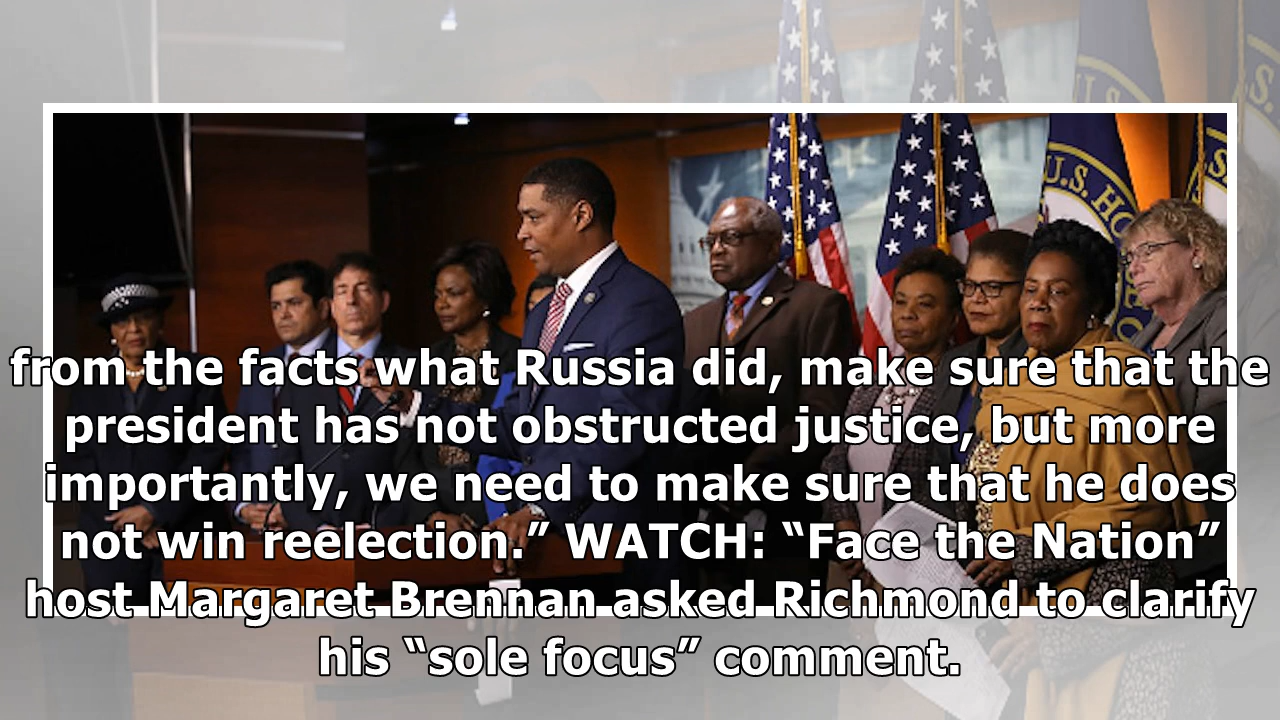 from the facts what Russia did, make sure that the
president has not obstructed justice, but more
importantly, we need to make sure that he does
not win reelection.” WATCH: “Face the Nation”
host Margaret Brennan asked Richmond to clarify
his “sole focus” comment.
U.S. HO
U.S.